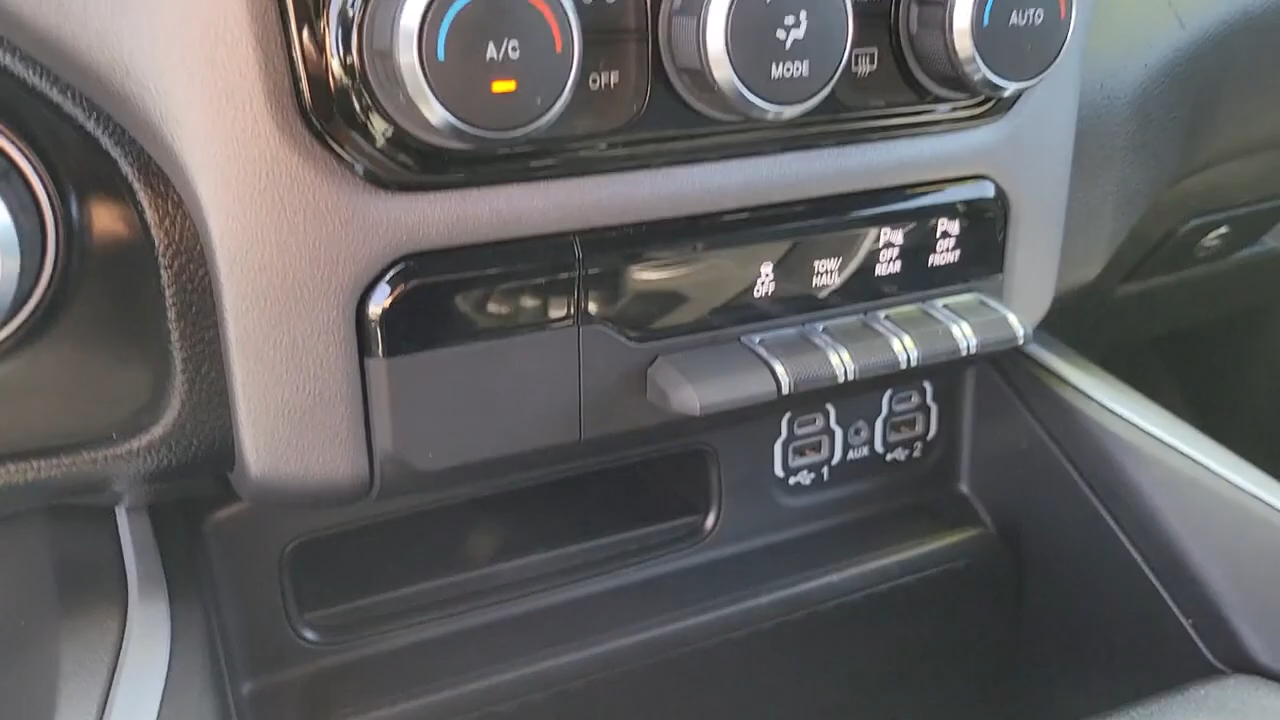 A/C
OFF
MODE
AUTO
OFF
TOW/
HAUL
P
OFF
REAR
P
OFF
FRONT
1
AUX
2